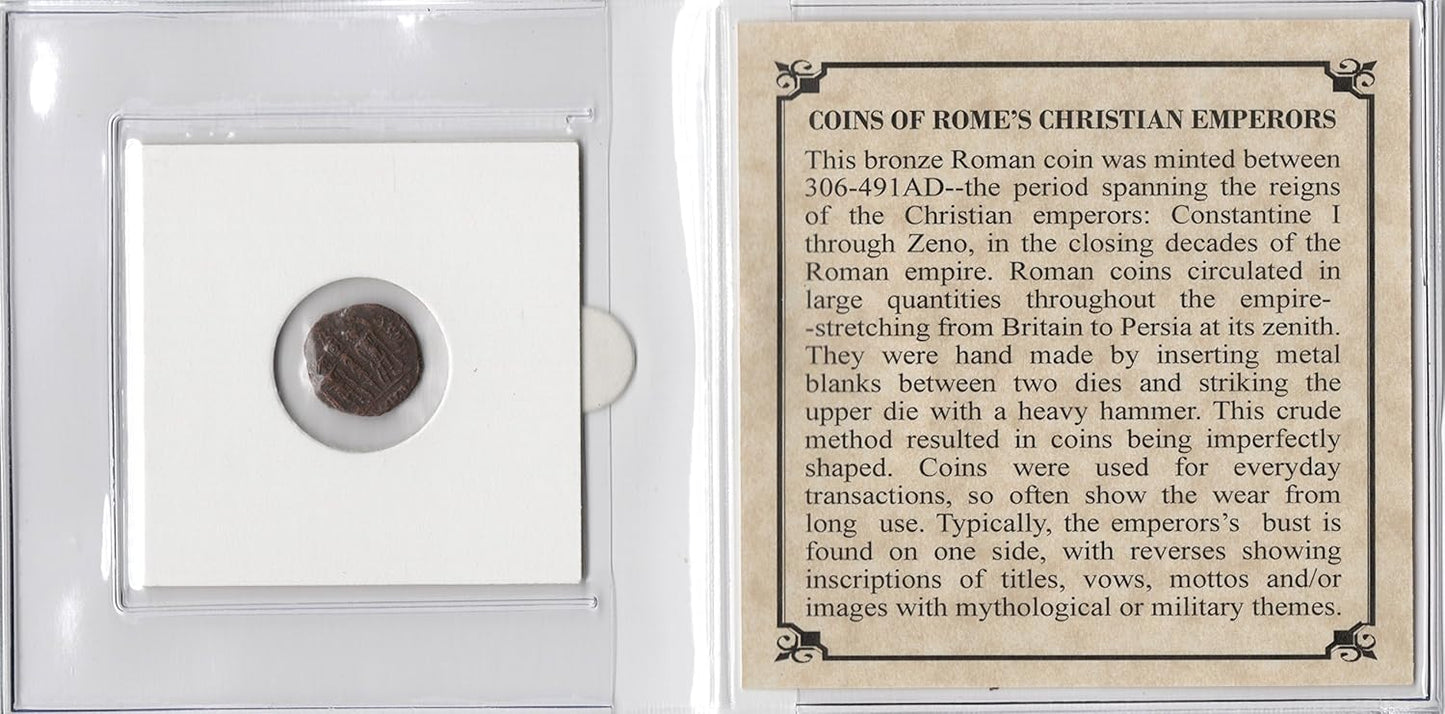 COINS OF ROME'S CHRISTIAN EMPERORS
This bronze Roman coin was minted between
306-491AD--the period spanning the reigns
of the Christian emperors: Constantine I
through Zeno, in the closing decades of the
Roman empire. Roman coins circulated in
large quantities throughout the empire-
-stretching from Britain to Persia at its zenith.
They were hand made by inserting metal
blanks between two dies and striking the
upper die with a heavy hammer. This crude
method resulted in coins being imperfectly
shaped. Coins were used for everyday
transactions, so often show the wear from
long use. Typically, the emperors's bust is
found on one side, with reverses showing
inscriptions of titles, vows, mottos and/or
images with mythological or military themes.